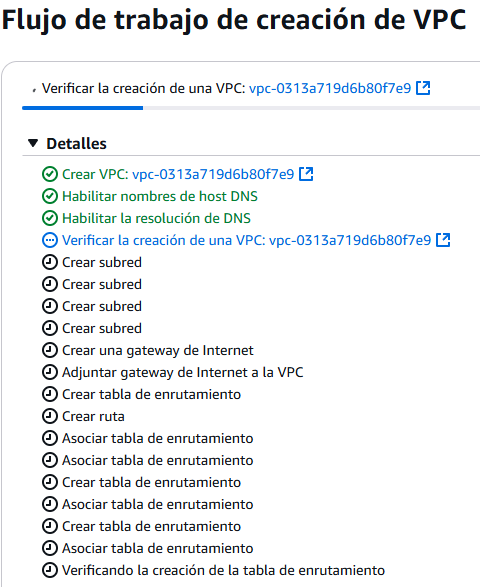 Flujo de trabajo de creación de VPC
Verificar la creación de una VPC: vpc-0313a719d6b80f7e9
Detalles
Crear VPC: vpc-0313a719d6b80f7e9
Habilitar nombres de host DNS
Habilitar la resolución de DNS
Verificar la creación de una VPC: vpc-0313a719d6b80f7e9
Crear subred
Crear subred
Crear subred
Crear subred
Crear una gateway de Internet
Adjuntar gateway de Internet a la VPC
Crear tabla de enrutamiento
Crear ruta
Asociar tabla de enrutamiento
Asociar tabla de enrutamiento
Crear tabla de enrutamiento
Asociar tabla de enrutamiento
Crear tabla de enrutamiento
Asociar tabla de enrutamiento
Verificando la creación de la tabla de enrutamiento